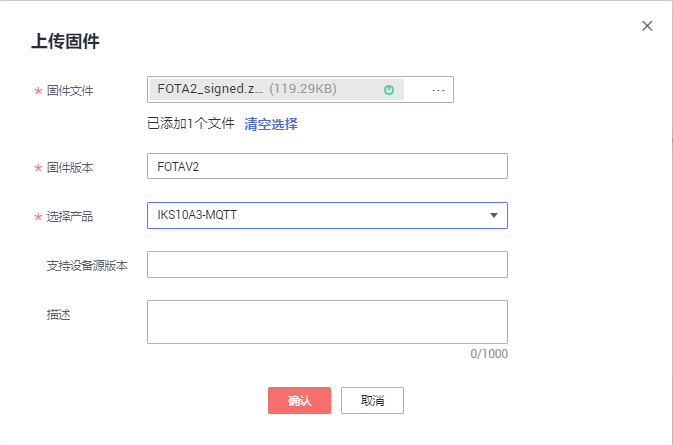 上传固件
* 固件文件 FOTA2_signed.z... (119.29KB) ...
已添加1个文件 清空选择
* 固件版本 FOTAV2
* 选择产品 IKS10A3-MQTT
支持设备源版本
描述
0/1000
确认 取消